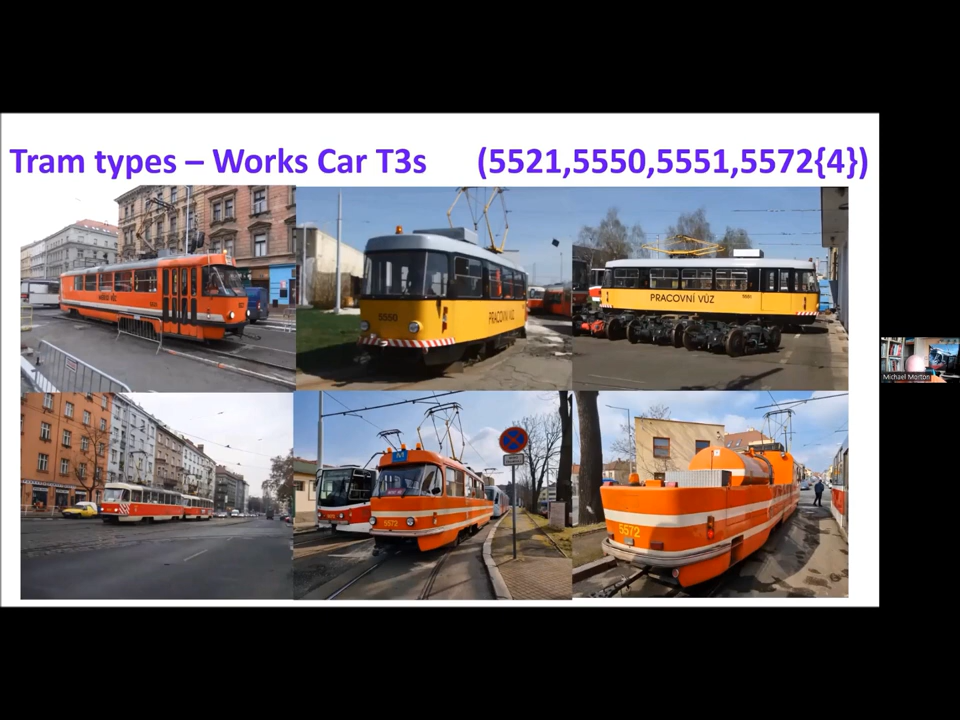 Tram types – Works Car T3s (5521,5550,5551,5572{4})
5550
PRACOVNÍ VŮZ
PRACOVNÍ VŮZ
5551
Michael Morton
5572
5572